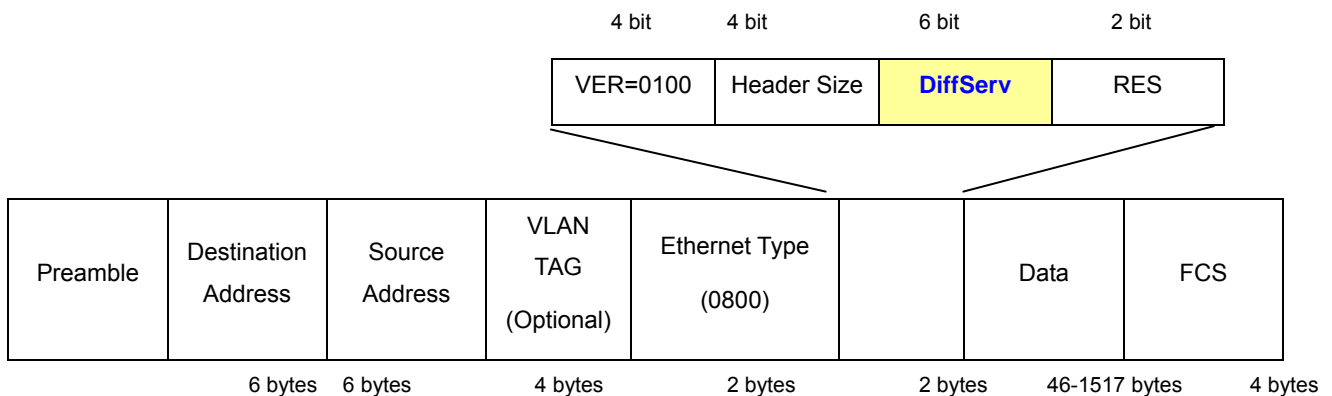 4 bit 4 bit 6 bit 2 bit
VER=0100 Header Size DiffServ RES
Preamble
Destination
Address
Source
Address
VLAN
TAG
(Optional)
Ethernet Type
(0800)
Data
FCS
6 bytes 6 bytes 4 bytes 2 bytes 2 bytes 46-1517 bytes 4 bytes